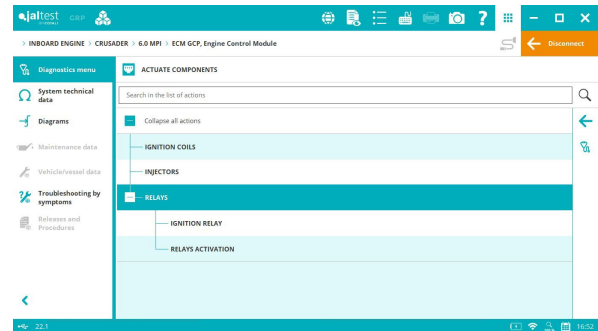 jaltest GRP
> INBOARD ENGINE > CRUSADER > 6.0 MPI > ECM GCP, Engine Control Module
Disconnect
Diagnostics menu
System technical
data
Diagrams
Maintenance data
Vehicle/vessel data
Troubleshooting by
symptoms
Releases and
Procedures
ACTUATE COMPONENTS
Search in the list of actions
Collapse all actions
IGNITION COILS
INJECTORS
RELAYS
IGNITION RELAY
RELAYS ACTIVATION
22.1
16:52